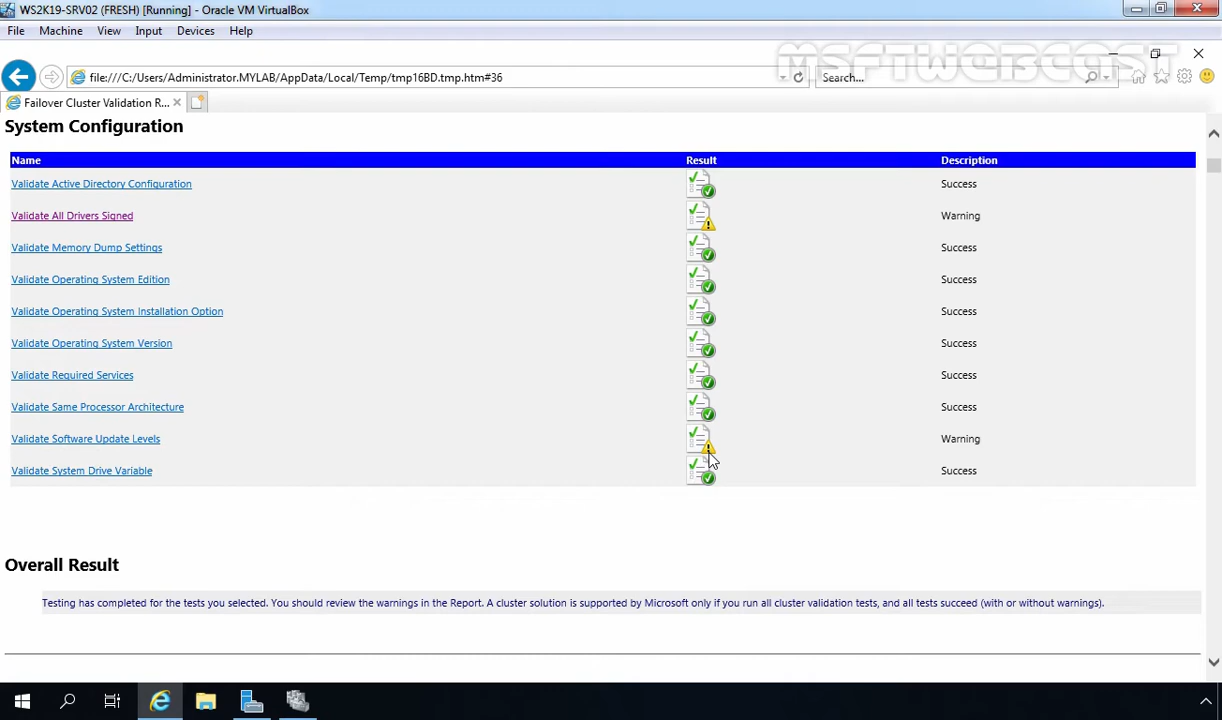 WS2K19-SRV02 (FRESH) [Running] - Oracle VM VirtualBox
File Machine View Input Devices Help
MSFTWEBCAST
file:///C:/Users/Administrator.MYLAB/AppData/Local/Temp/tmp16BD.tmp.htm#36 Search...
Failover Cluster Validation R...
System Configuration
Name Result Description
Validate Active Directory Configuration Success
Validate All Drivers Signed Warning
Validate Memory Dump Settings Success
Validate Operating System Edition Success
Validate Operating System Installation Option Success
Validate Operating System Version Success
Validate Required Services Success
Validate Same Processor Architecture Success
Validate Software Update Levels Warning
Validate System Drive Variable Success
Overall Result
Testing has completed for the tests you selected. You should review the warnings in the Report. A cluster solution is supported by Microsoft only if you run all cluster validation tests, and all tests succeed (with or without warnings).